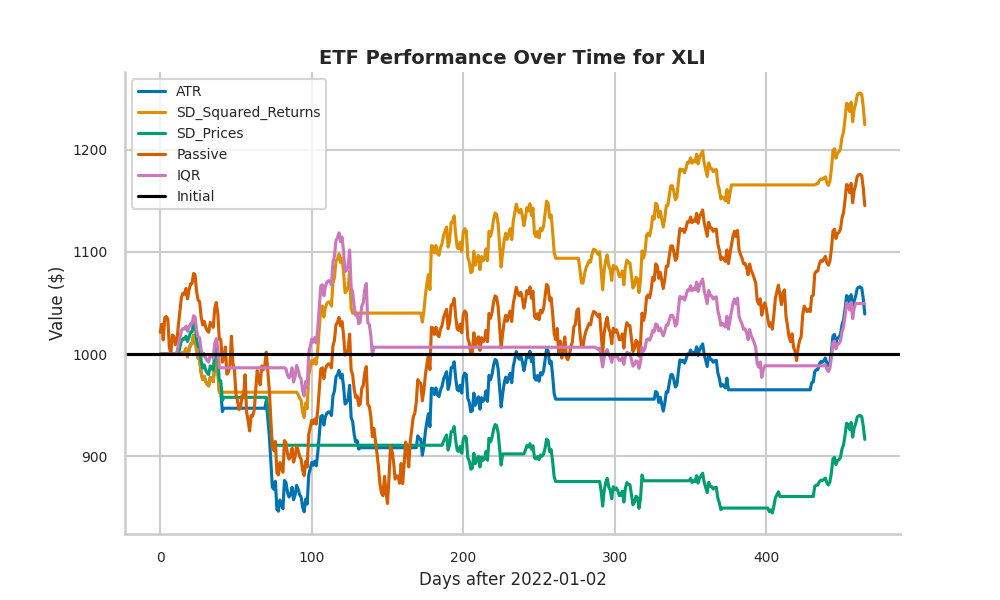 ETF Performance Over Time for XLI
ATR
SD_Squared_Returns
SD_Prices
Passive
IQR
Initial
1200
1100
1000
900
Value ($)
0 100 200 300 400
Days after 2022-01-02